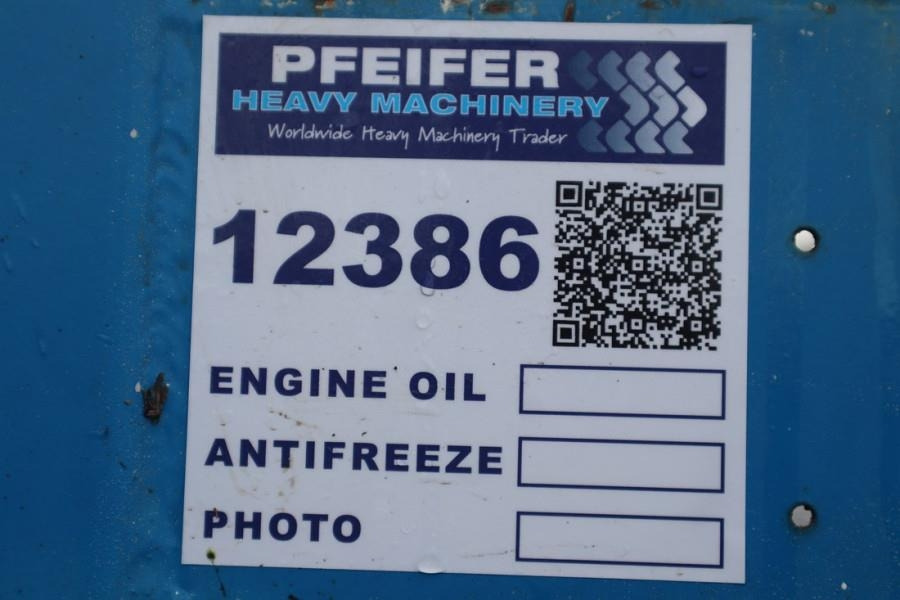 PFEIFER
HEAVY MACHINERY
Worldwide Heavy Machinery Trader
12386
ENGINE OIL
ANTIFREEZE
PHOTO